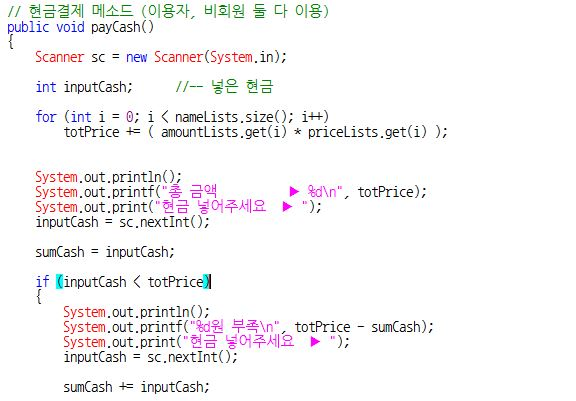 // 현금결제 메소드 (이용자, 비회원 둘 다 이용)
public void payCash()
{
Scanner sc = new Scanner(System.in);
int inputCash; //-- 넣은 현금
for (int i = 0; i < nameLists.size(); i++)
totPrice += ( amountLists.get(i) * priceLists.get(i) );
System.out.println();
System.out.printf("총 금액 ▶ %d\n", totPrice);
System.out.print("현금 넣어주세요 ▶ ");
inputCash = sc.nextInt();
sumCash = inputCash;
if (inputCash < totPrice)
{
System.out.println();
System.out.printf("%d원 부족\n", totPrice - sumCash);
System.out.print("현금 넣어주세요 ▶ ");
inputCash = sc.nextInt();
sumCash += inputCash;